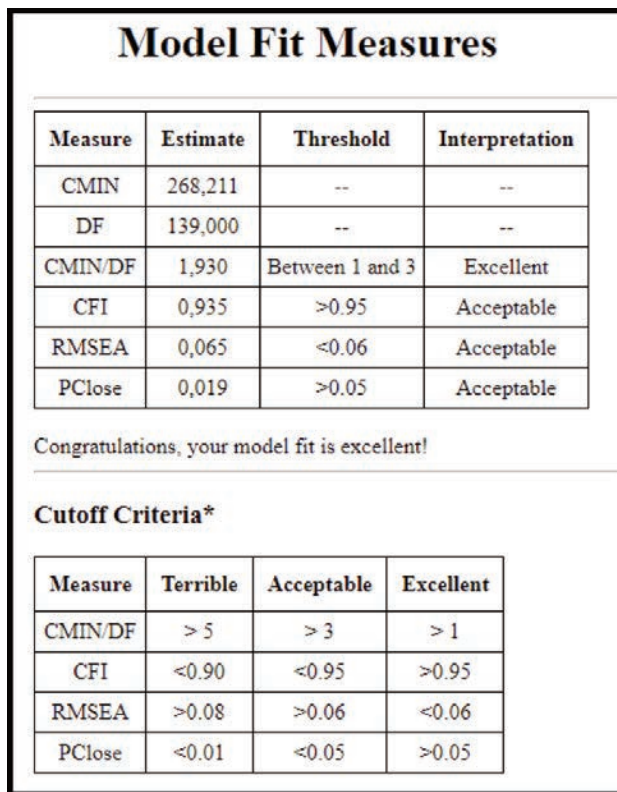 Model Fit Measures
Measure Estimate Threshold Interpretation
CMIN 268,211 -- --
DF 139,000 -- --
CMIN/DF 1,930 Between 1 and 3 Excellent
CFI 0,935 >0.95 Acceptable
RMSEA 0,065 <0.06 Acceptable
PClose 0,019 >0.05 Acceptable
Congratulations, your model fit is excellent!
Cutoff Criteria*
Measure Terrible Acceptable Excellent
CMIN/DF > 5 > 3 > 1
CFI <0.90 <0.95 >0.95
RMSEA >0.08 >0.06 <0.06
PClose <0.01 <0.05 >0.05